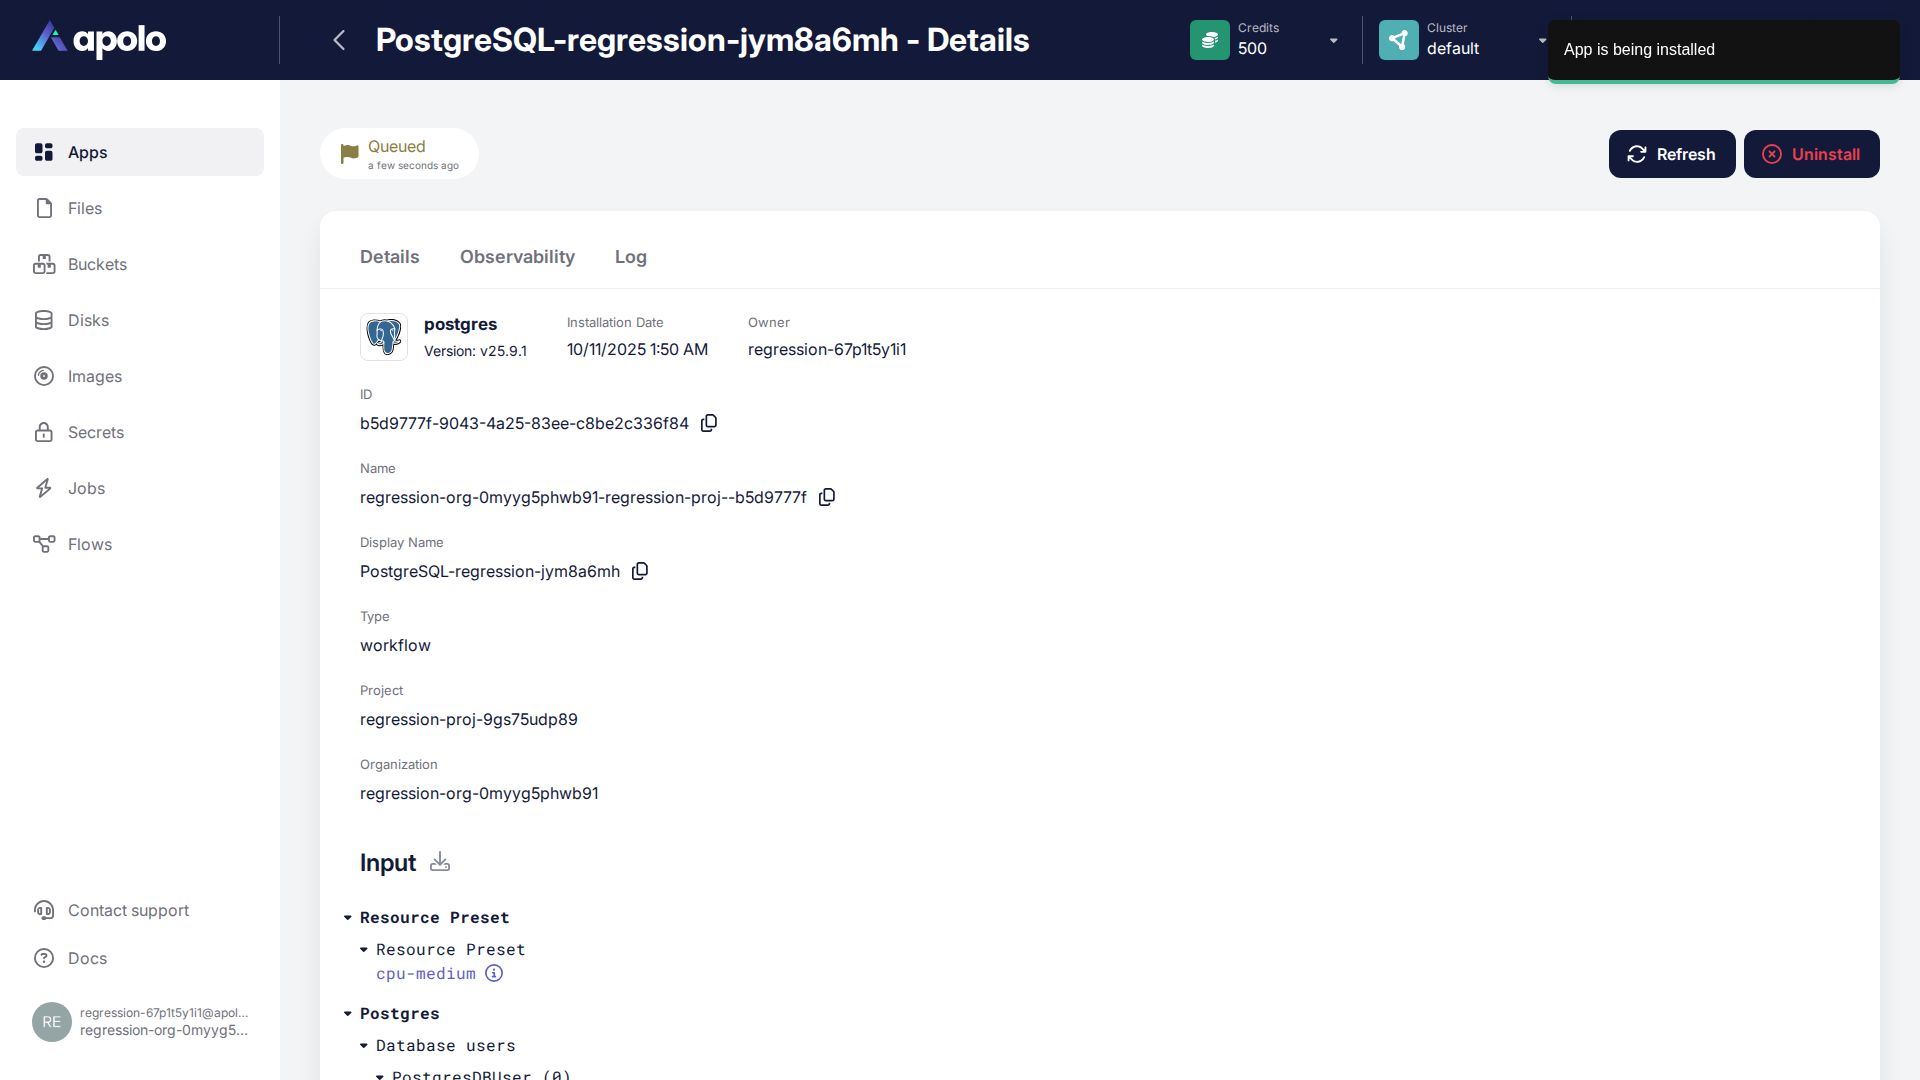 apolo
PostgreSQL-regression-jym8a6mh - Details
Credits
500
Cluster
default
App is being installed
Apps
Files
Buckets
Disks
Images
Secrets
Jobs
Flows
Contact support
Docs
RE
regression-67p1t5y1i1@apol...
regression-org-0myyg5...
Queued
a few seconds ago
Refresh
Uninstall
Details
Observability
Log
postgres
Version: v25.9.1
Installation Date
10/11/2025 1:50 AM
Owner
regression-67p1t5y1i1
ID
b5d9777f-9043-4a25-83ee-c8be2c336f84
Name
regression-org-0myyg5phwb91-regression-proj--b5d9777f
Display Name
PostgreSQL-regression-jym8a6mh
Type
workflow
Project
regression-proj-9gs75udp89
Organization
regression-org-0myyg5phwb91
Input
Resource Preset
Resource Preset
cpu-medium
Postgres
Database users
PostgresDBUser (0)